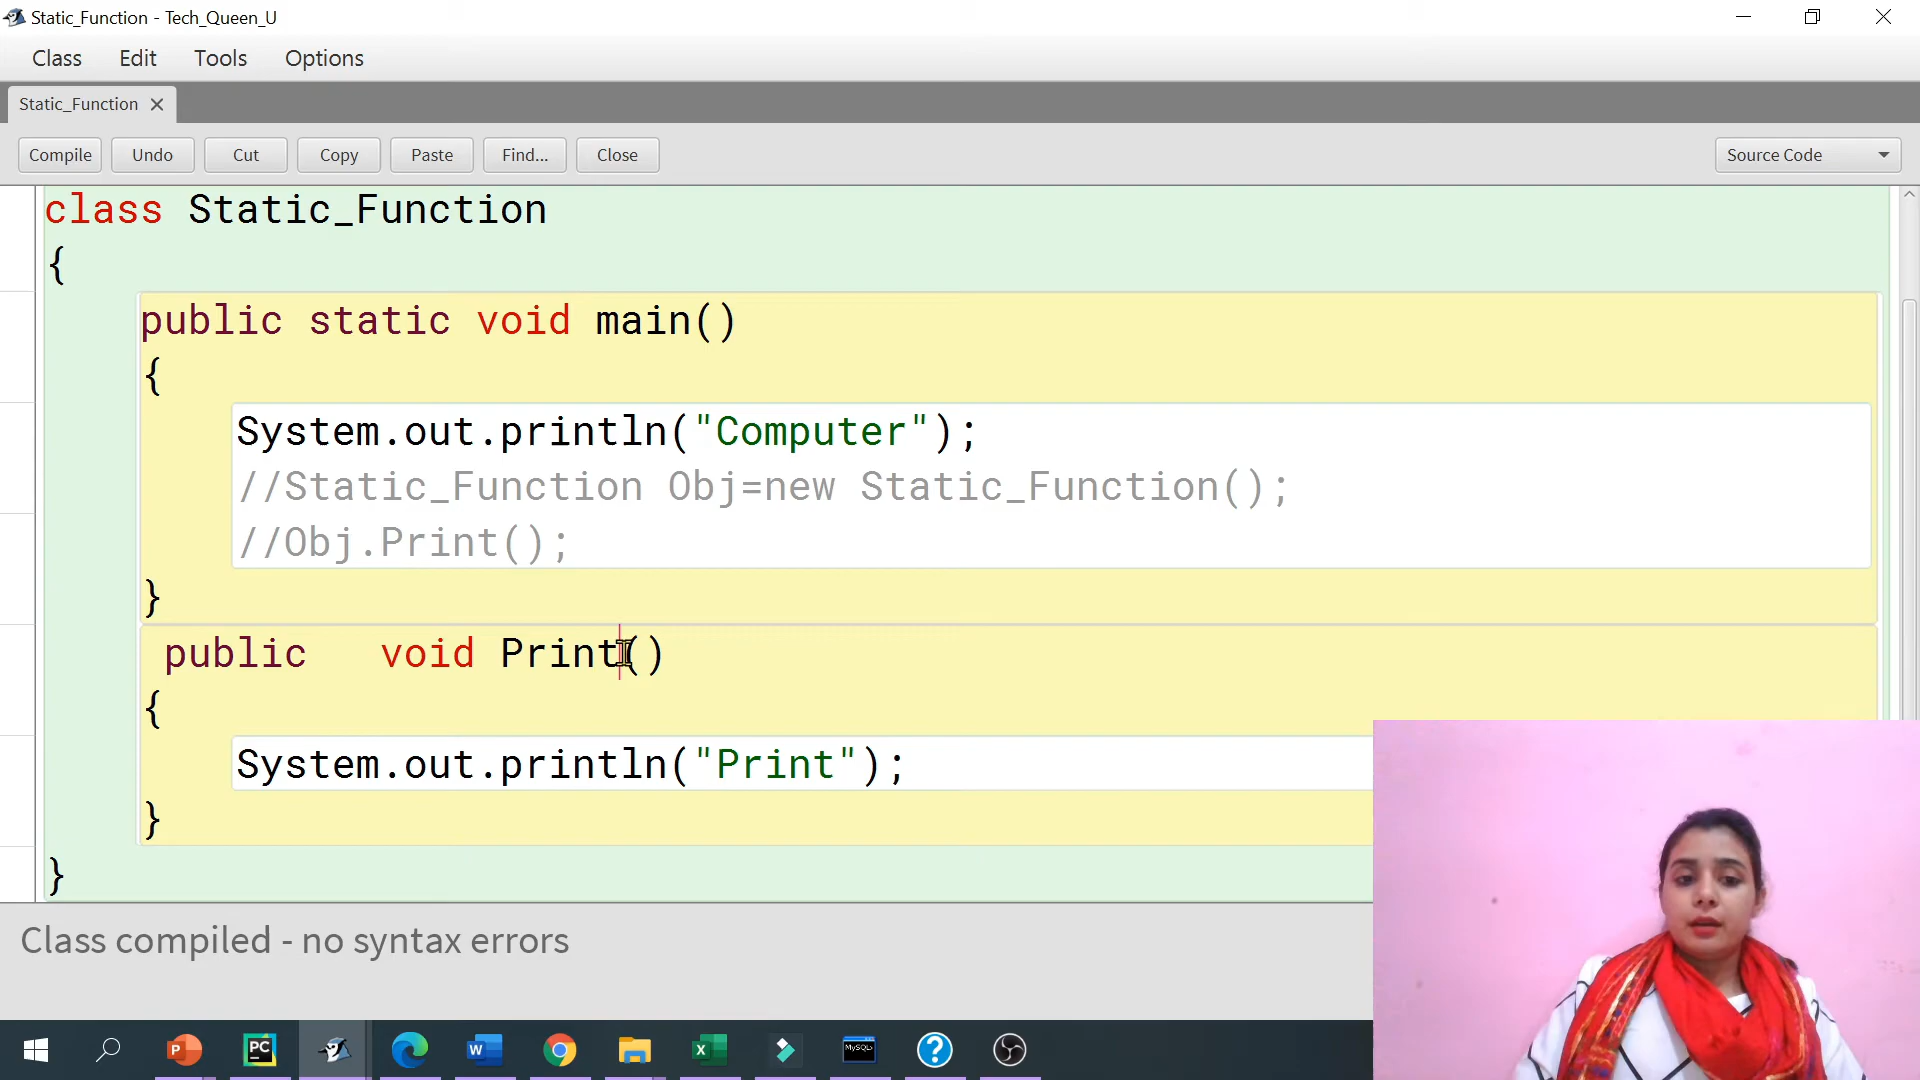 Static_Function - Tech_Queen_U
Class Edit Tools Options
Static_Function
Compile Undo Cut Copy Paste Find... Close Source Code
class Static_Function
{
public static void main()
{
System.out.println("Computer");
//Static_Function Obj=new Static_Function();
//Obj.Print();
}
public void Print()
{
System.out.println("Print");
}
}
Class compiled - no syntax errors
P PC W X MySQL ?